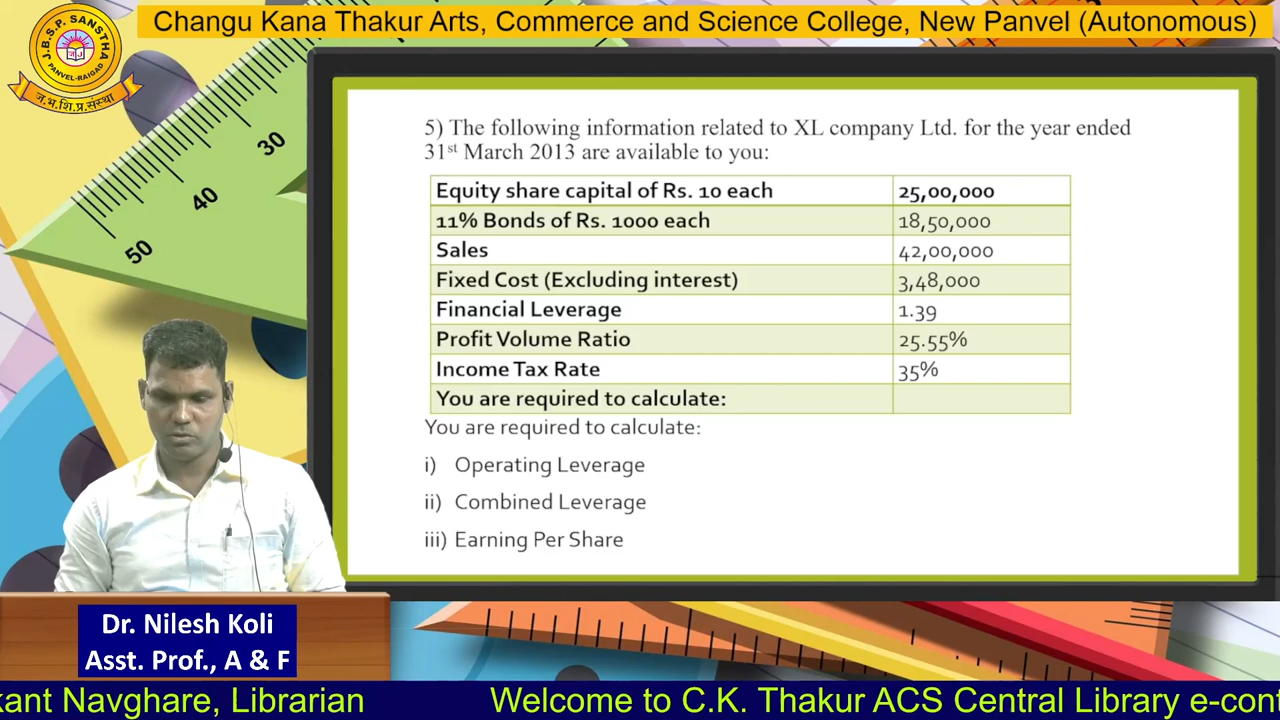 Changu Kana Thakur Arts, Commerce and Science College, New Panvel (Autonomous)
J.B.S.P. SANSTHA
PANVEL-RAIGAD
ज.भ.शि.प्र.संस्था
30
40
50
5) The following information related to XL company Ltd. for the year ended
31st March 2013 are available to you:
Equity share capital of Rs. 10 each 25,00,000
11% Bonds of Rs. 1000 each 18,50,000
Sales 42,00,000
Fixed Cost (Excluding interest) 3,48,000
Financial Leverage 1.39
Profit Volume Ratio 25.55%
Income Tax Rate 35%
You are required to calculate:
You are required to calculate:
i) Operating Leverage
ii) Combined Leverage
iii) Earning Per Share
Dr. Nilesh Koli
Asst. Prof., A & F
kant Navghare, Librarian Welcome to C.K. Thakur ACS Central Library e-cont